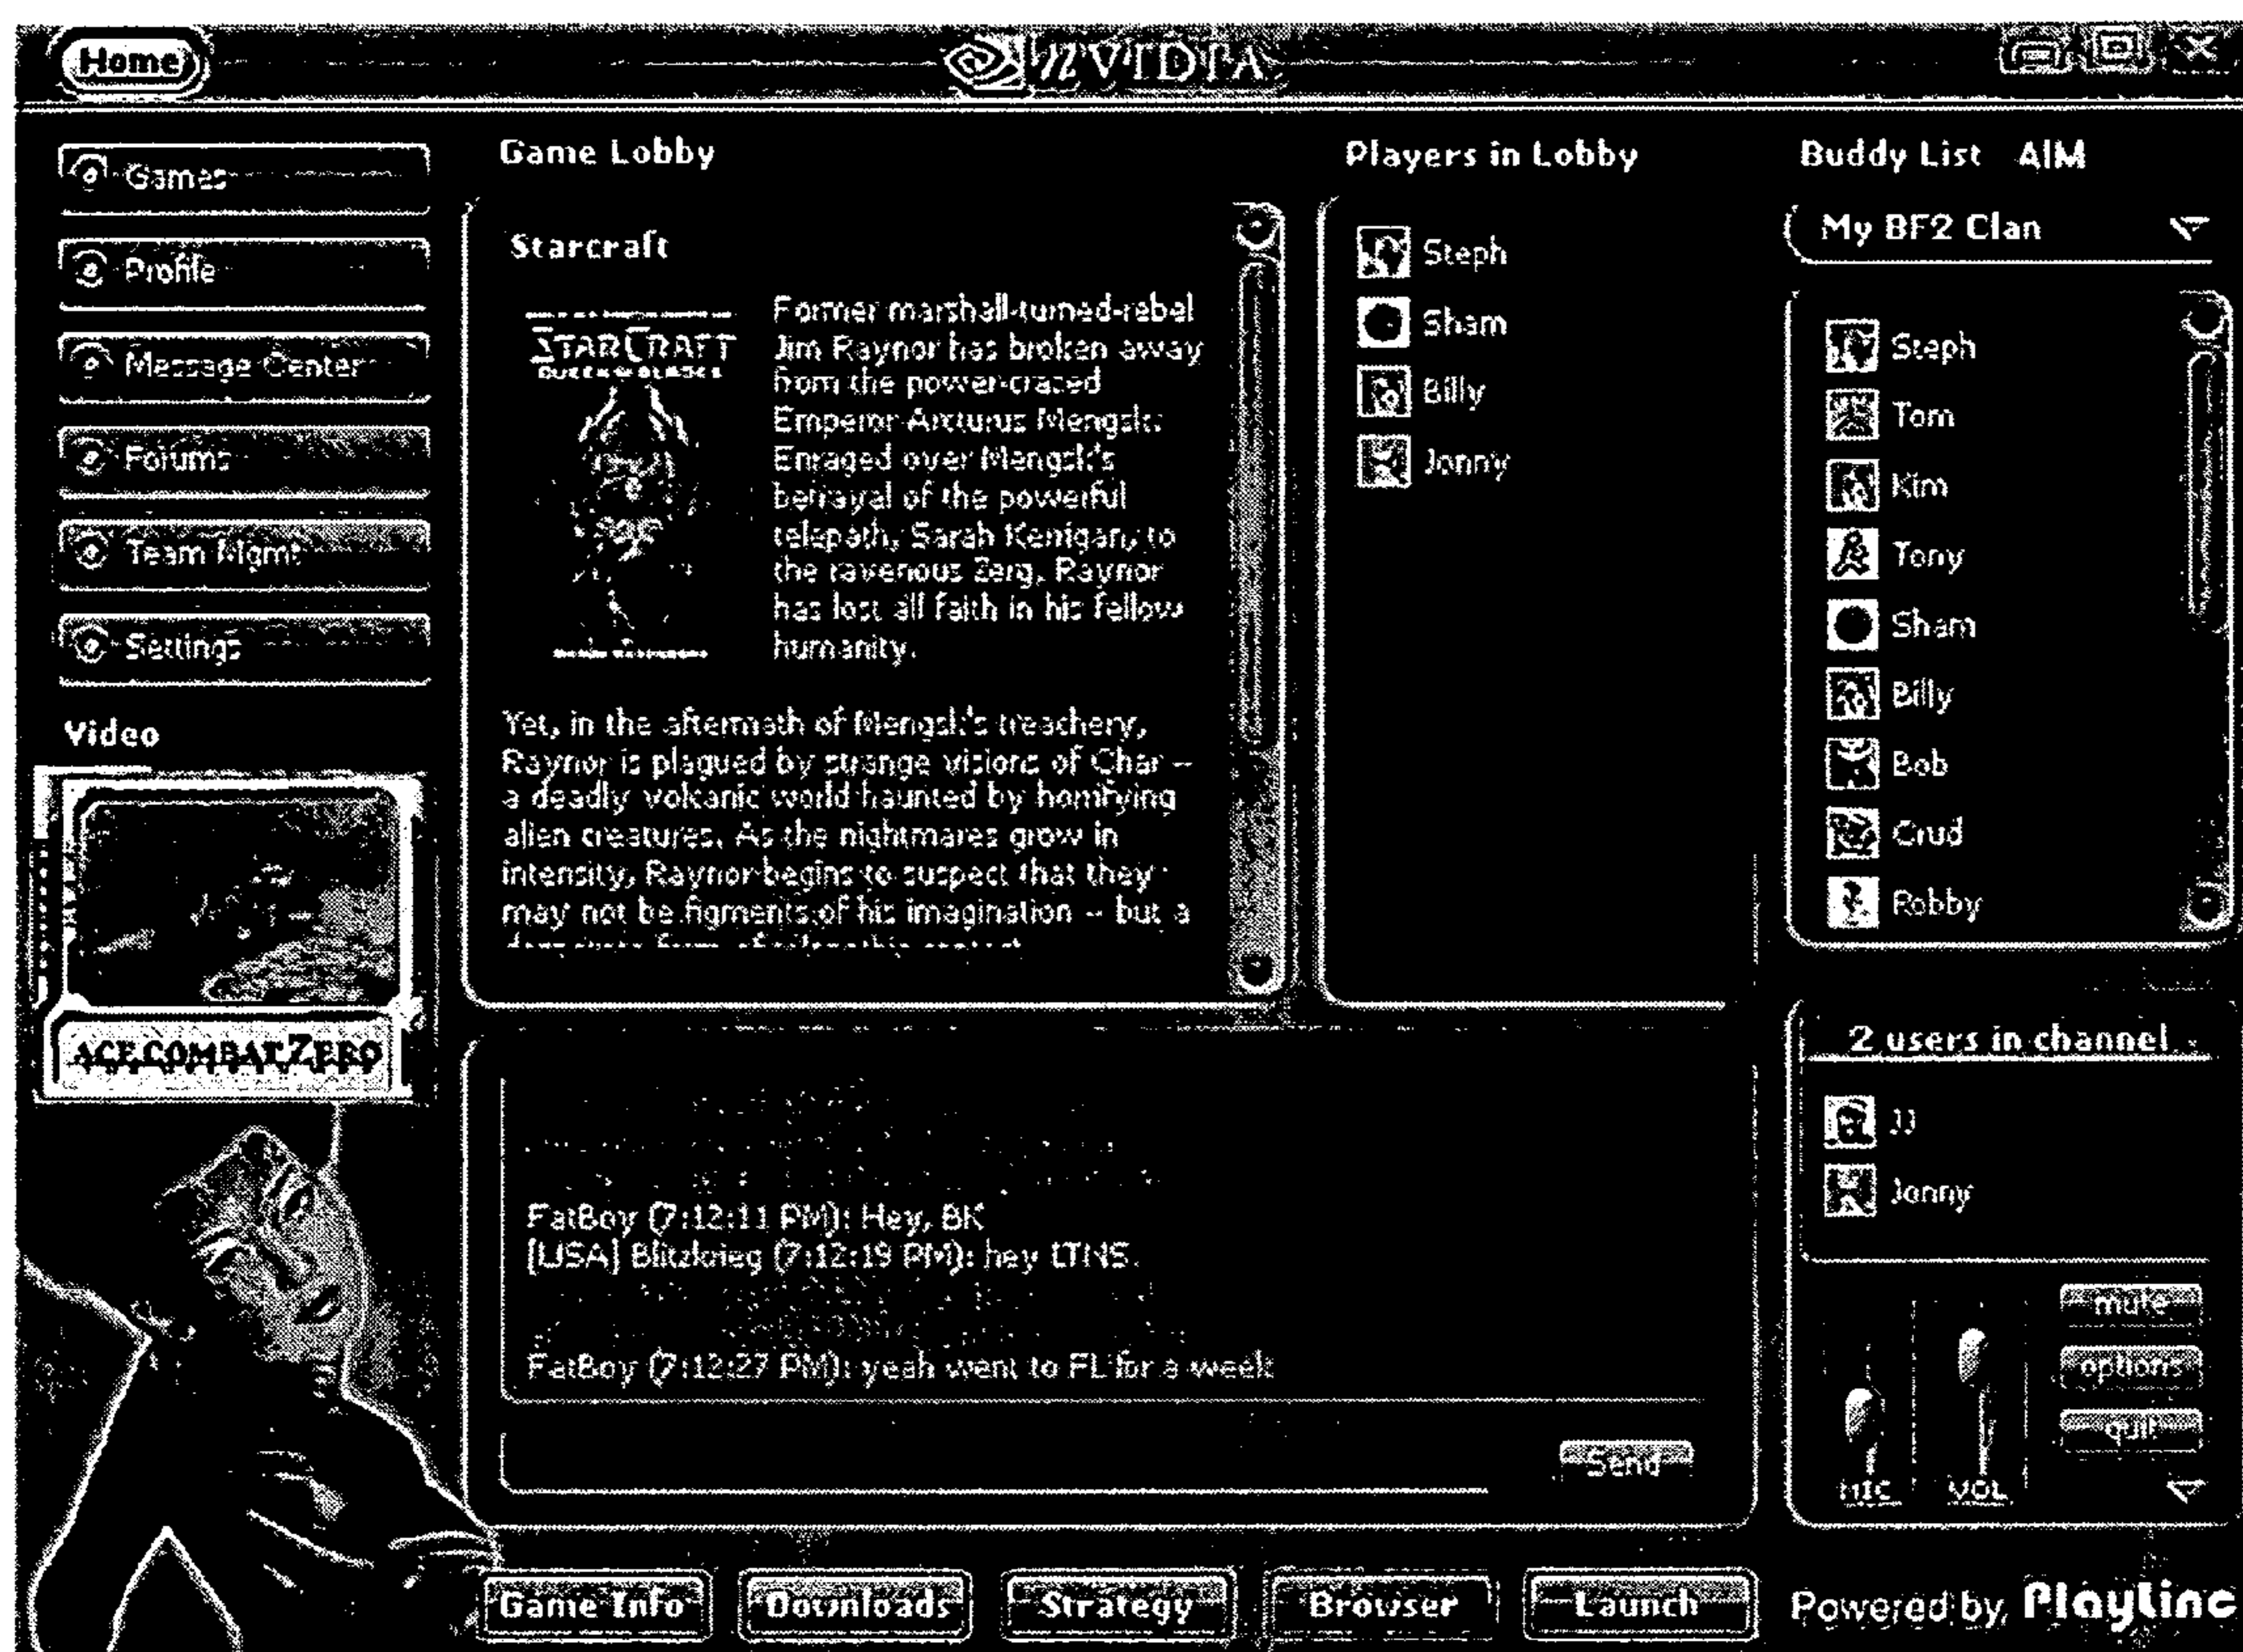 Home
nVIDIA
Games
Profile
Message Center
Forums
Team Mgmt
Settings
Video
ACE COMBAT ZERO
Game Lobby
Starcraft
STARCRAFT
QUEEN OF BLADES
Former marshall-turned-rebel
Jim Raynor has broken away
from the power-crazed
Emperor Arcturus Mengsk.
Enraged over Mengsk's
betrayal of the powerful
telepath, Sarah Kerrigan, to
the ravenous Zerg, Raynor
has lost all faith in his fellow
humanity.
Yet, in the aftermath of Mengsk's treachery,
Raynor is plagued by strange visions of Char --
a deadly volcanic world haunted by horrifying
alien creatures. As the nightmares grow in
intensity, Raynor begins to suspect that they
may not be figments of his imagination -- but a
Players in Lobby
Steph
Sham
Billy
Jonny
Buddy List AIM
My BF2 Clan
Steph
Tom
Kim
Tony
Sham
Billy
Bob
Crud
Robby
FatBoy (7:12:11 PM): Hey, BK
[USA] Blitzkrieg (7:12:19 PM): hey LTNS.
FatBoy (7:12:27 PM): yeah went to FL for a week
Send
2 users in channel
JJ
Jonny
mute
options
quit
MIC VOL
Game Info
Downloads
Strategy
Browser
Launch
Powered by PlayLinc